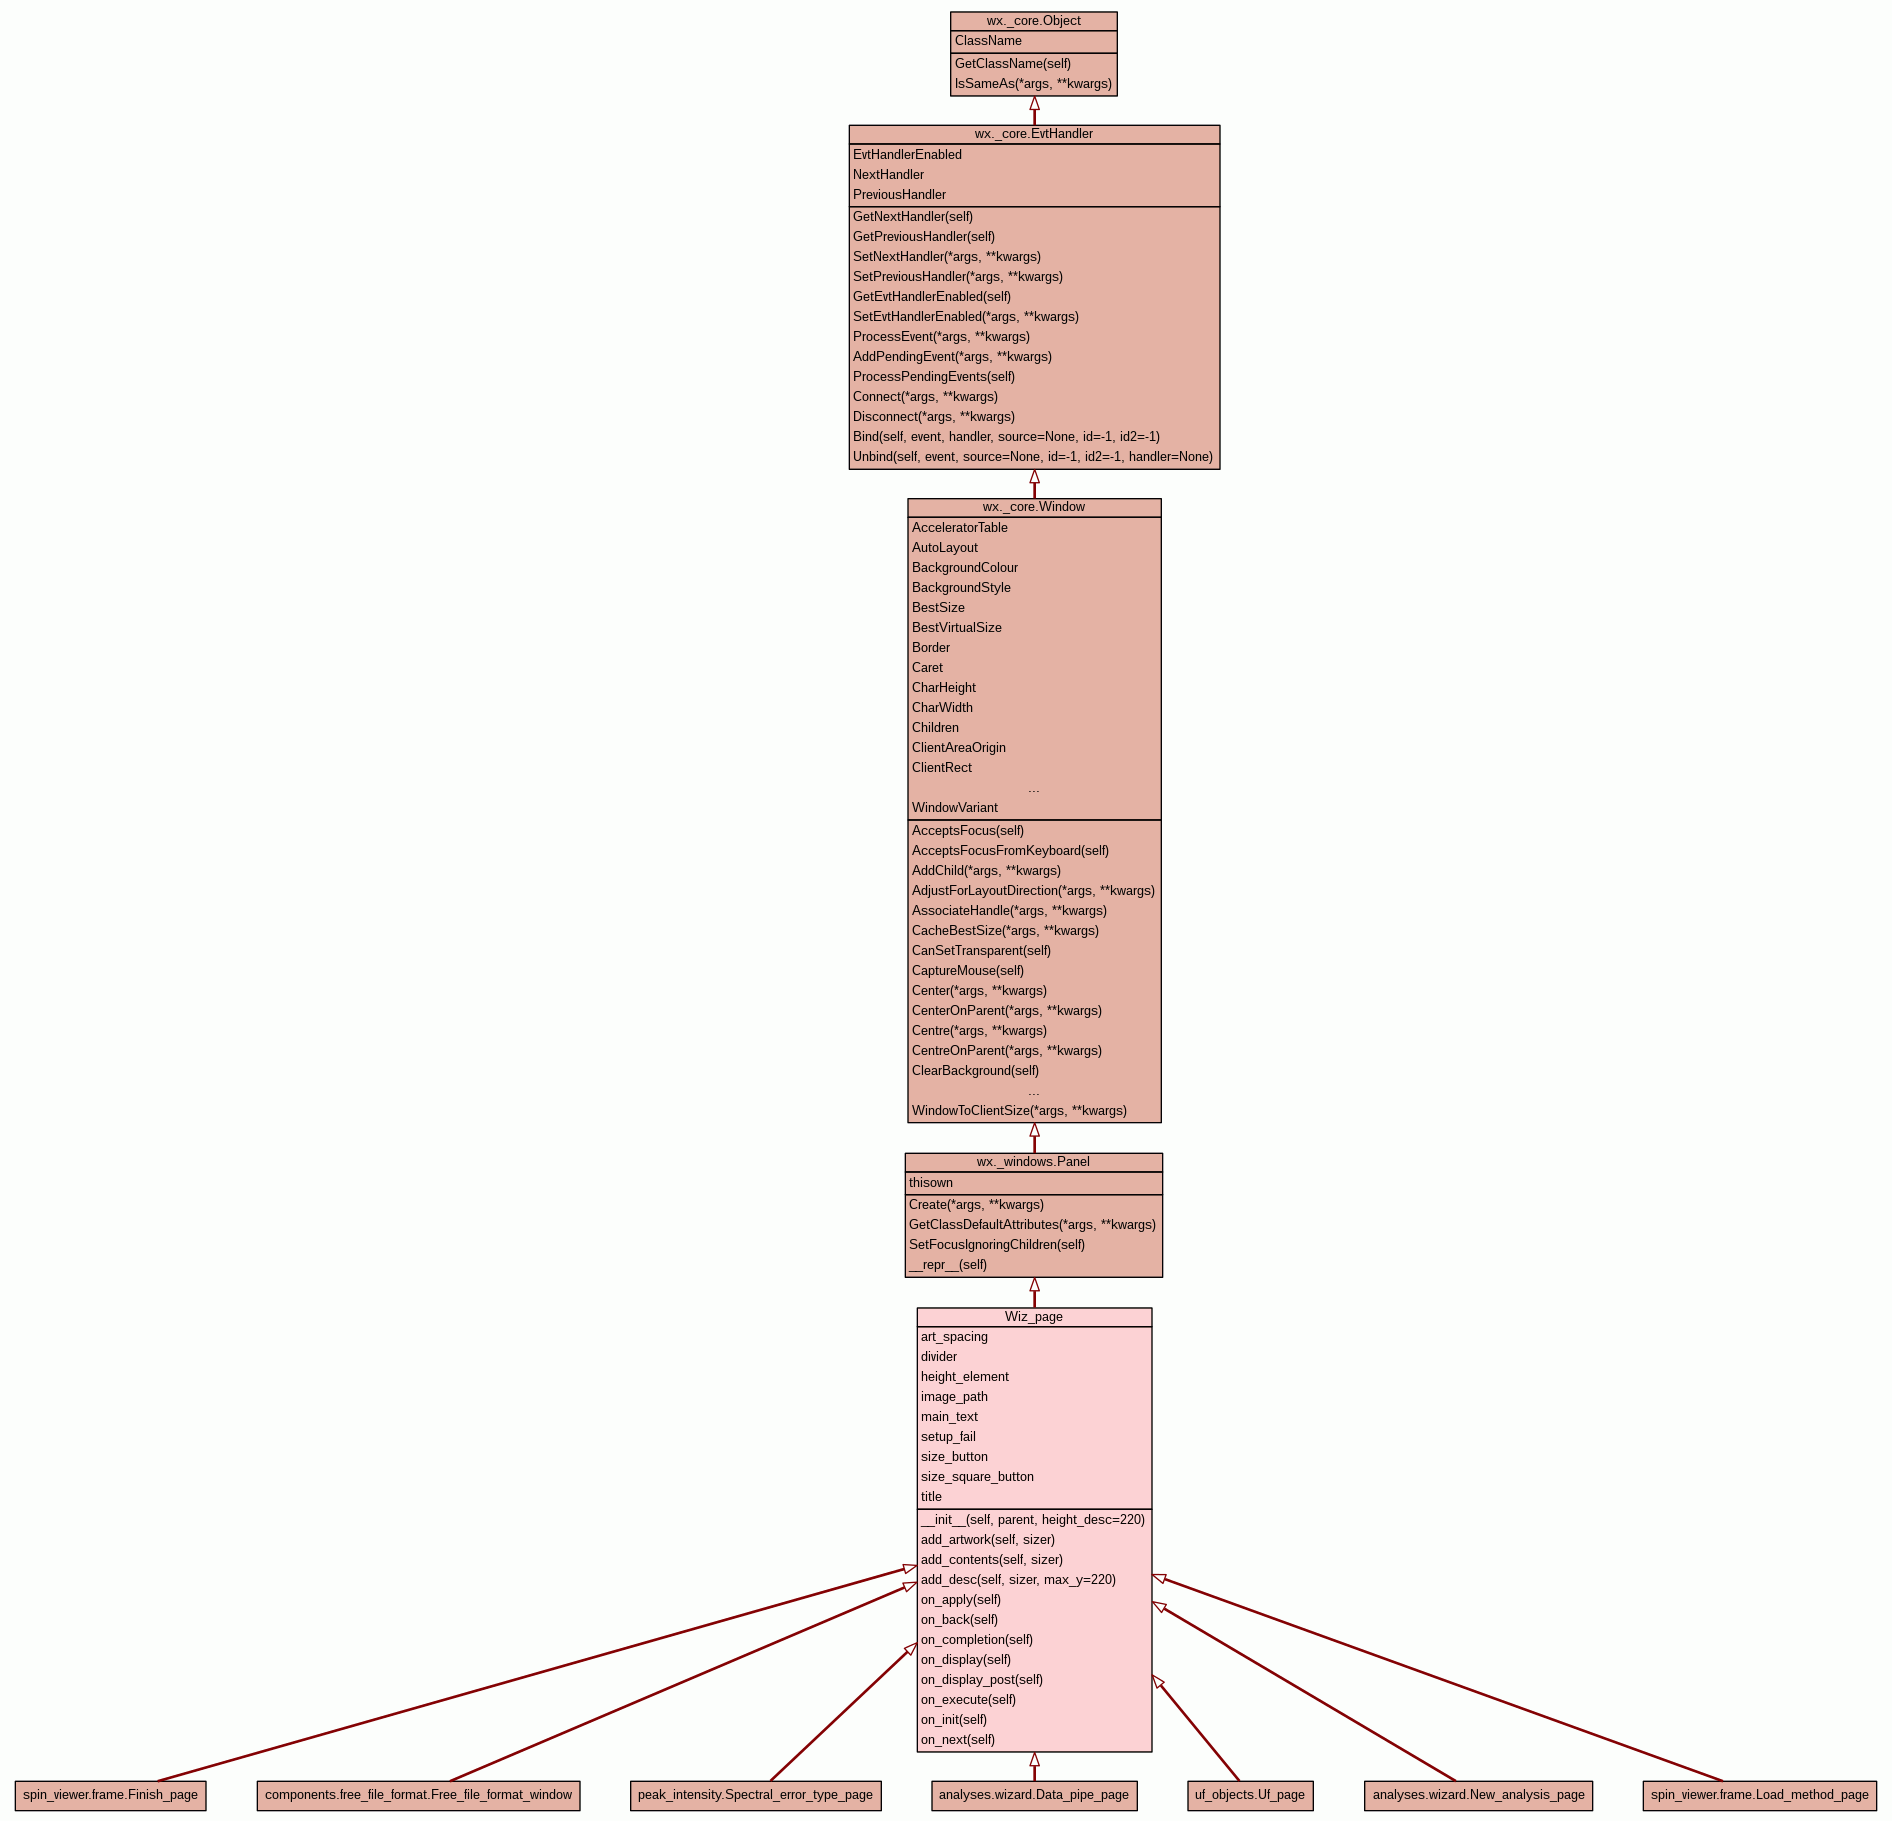 wx._core.Object
ClassName
GetClassName(self)
IsSameAs(*args, **kwargs)
wx._core.EvtHandler
EvtHandlerEnabled
NextHandler
PreviousHandler
GetNextHandler(self)
GetPreviousHandler(self)
SetNextHandler(*args, **kwargs)
SetPreviousHandler(*args, **kwargs)
GetEvtHandlerEnabled(self)
SetEvtHandlerEnabled(*args, **kwargs)
ProcessEvent(*args, **kwargs)
AddPendingEvent(*args, **kwargs)
ProcessPendingEvents(self)
Connect(*args, **kwargs)
Disconnect(*args, **kwargs)
Bind(self, event, handler, source=None, id=-1, id2=-1)
Unbind(self, event, source=None, id=-1, id2=-1, handler=None)
wx._core.Window
AcceleratorTable
AutoLayout
BackgroundColour
BackgroundStyle
BestSize
BestVirtualSize
Border
Caret
CharHeight
CharWidth
Children
ClientAreaOrigin
ClientRect
...
WindowVariant
AcceptsFocus(self)
AcceptsFocusFromKeyboard(self)
AddChild(*args, **kwargs)
AdjustForLayoutDirection(*args, **kwargs)
AssociateHandle(*args, **kwargs)
CacheBestSize(*args, **kwargs)
CanSetTransparent(self)
CaptureMouse(self)
Center(*args, **kwargs)
CenterOnParent(*args, **kwargs)
Centre(*args, **kwargs)
CentreOnParent(*args, **kwargs)
ClearBackground(self)
...
WindowToClientSize(*args, **kwargs)
wx._windows.Panel
thisown
Create(*args, **kwargs)
GetClassDefaultAttributes(*args, **kwargs)
SetFocusIgnoringChildren(self)
__repr__(self)
Wiz_page
art_spacing
divider
height_element
image_path
main_text
setup_fail
size_button
size_square_button
title
__init__(self, parent, height_desc=220)
add_artwork(self, sizer)
add_contents(self, sizer)
add_desc(self, sizer, max_y=220)
on_apply(self)
on_back(self)
on_completion(self)
on_display(self)
on_display_post(self)
on_execute(self)
on_init(self)
on_next(self)
spin_viewer.frame.Finish_page
components.free_file_format.Free_file_format_window
peak_intensity.Spectral_error_type_page
analyses.wizard.Data_pipe_page
uf_objects.Uf_page
analyses.wizard.New_analysis_page
spin_viewer.frame.Load_method_page